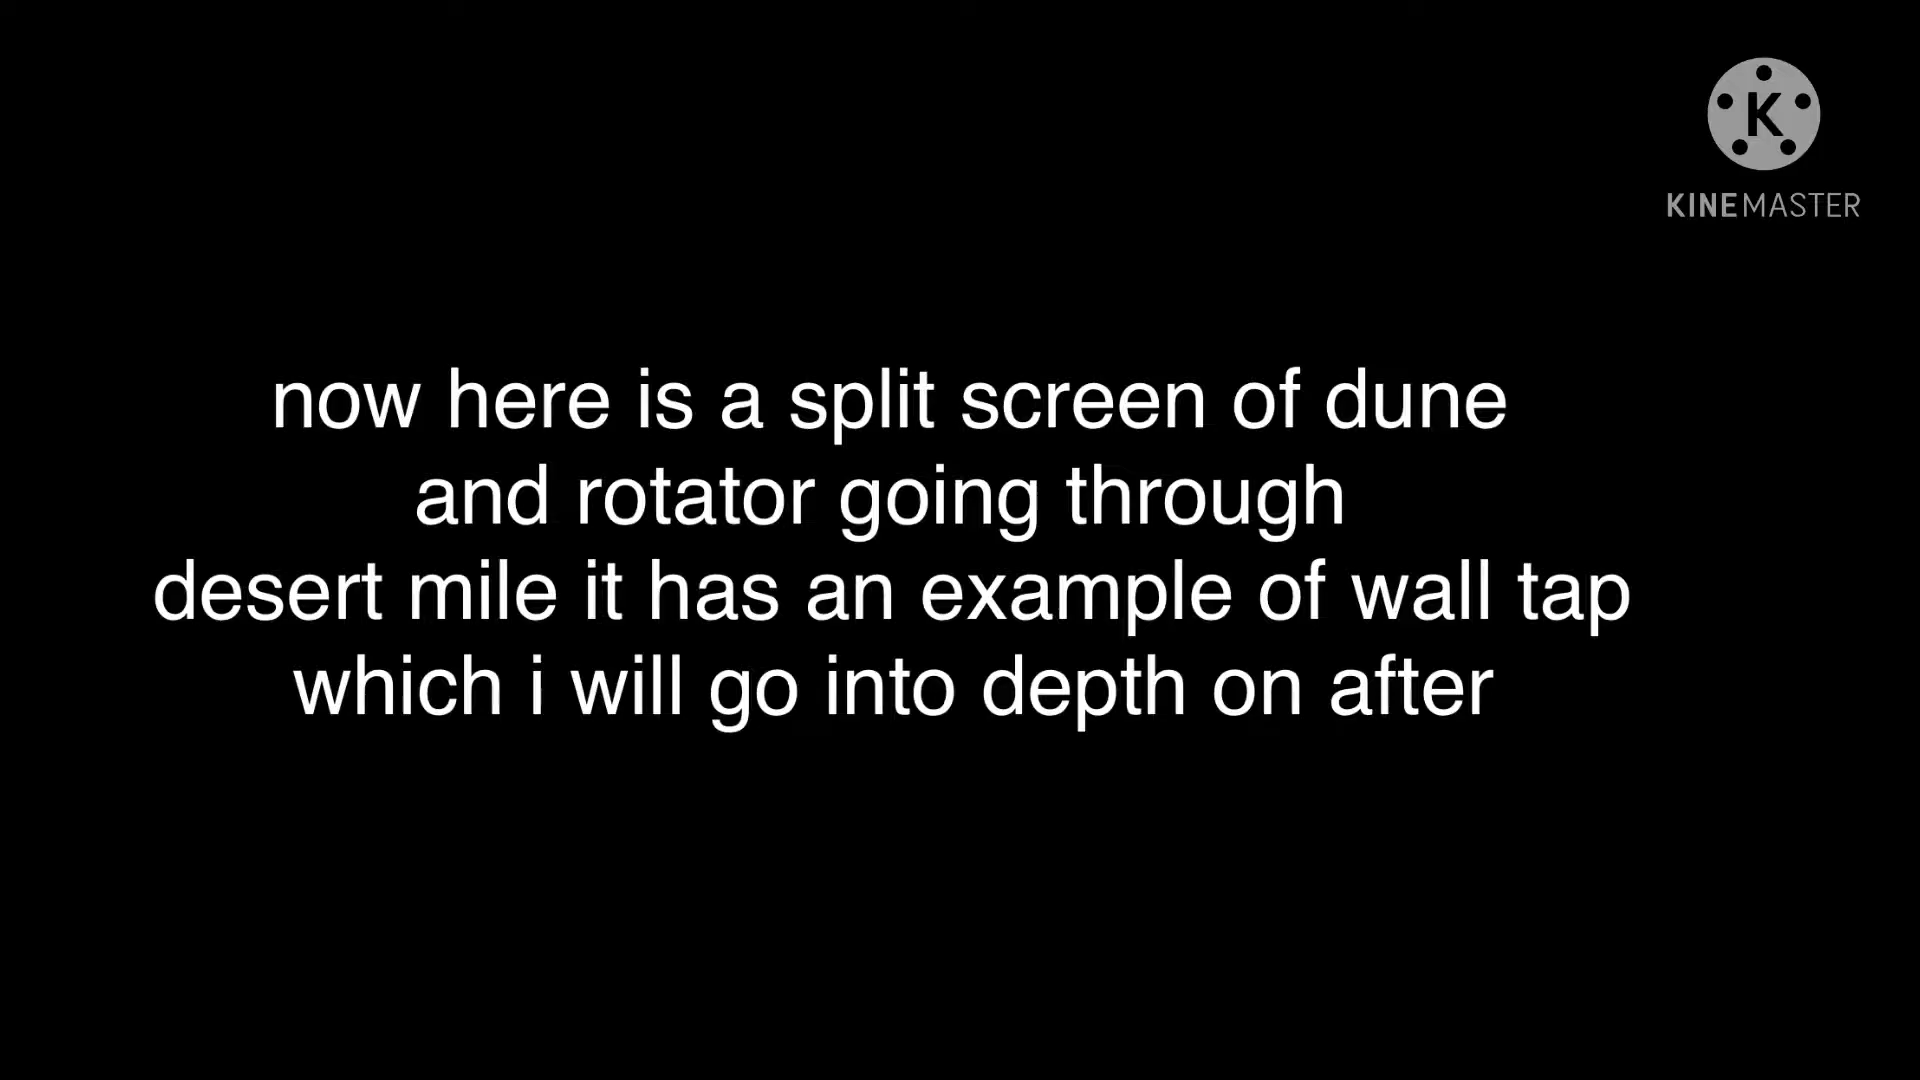 K
KINEMASTER
now here is a split screen of dune
and rotator going through
desert mile it has an example of wall tap
which i will go into depth on after